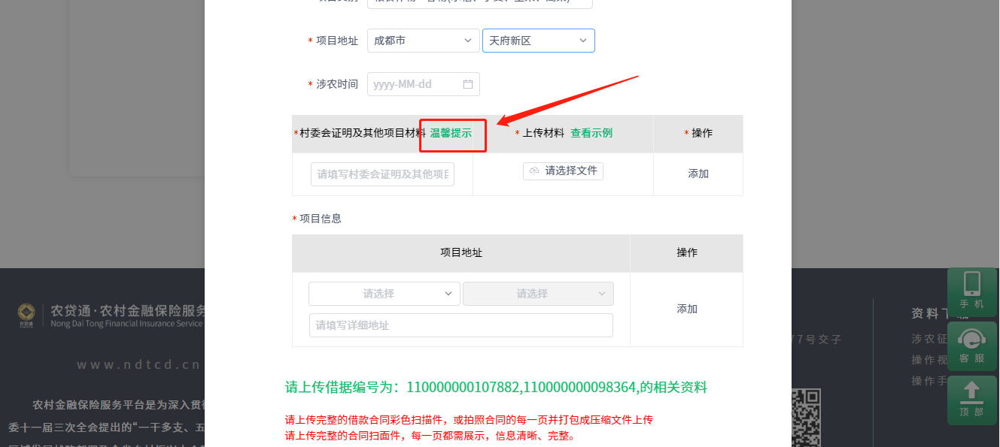 * 项目地址 成都市 天府新区
* 涉农时间 yyyy-MM-dd
*村委会证明及其他项目材料 温馨提示 * 上传材料 查看示例 * 操作
请填写村委会证明及其他项目 请选择文件 添加
* 项目信息
项目地址 操作
请选择 请选择
添加
请填写详细地址
请上传借据编号为：110000000107882,110000000098364,的相关资料
请上传完整的借款合同彩色扫描件，或拍照合同的每一页并打包成压缩文件上传
请上传完整的合同扫面件，每一页都需展示，信息清晰、完整。
农贷通·农村金融保险服务
Nong Dai Tong Financial Insurance Service
农贷通
www.ndtcd.cn
农村金融保险服务平台是为深入贯彻
委十一届三次全会提出的“一干多支、五
77号交子
资料下载
涉农征
操作视
操作手
手机
客服
顶部